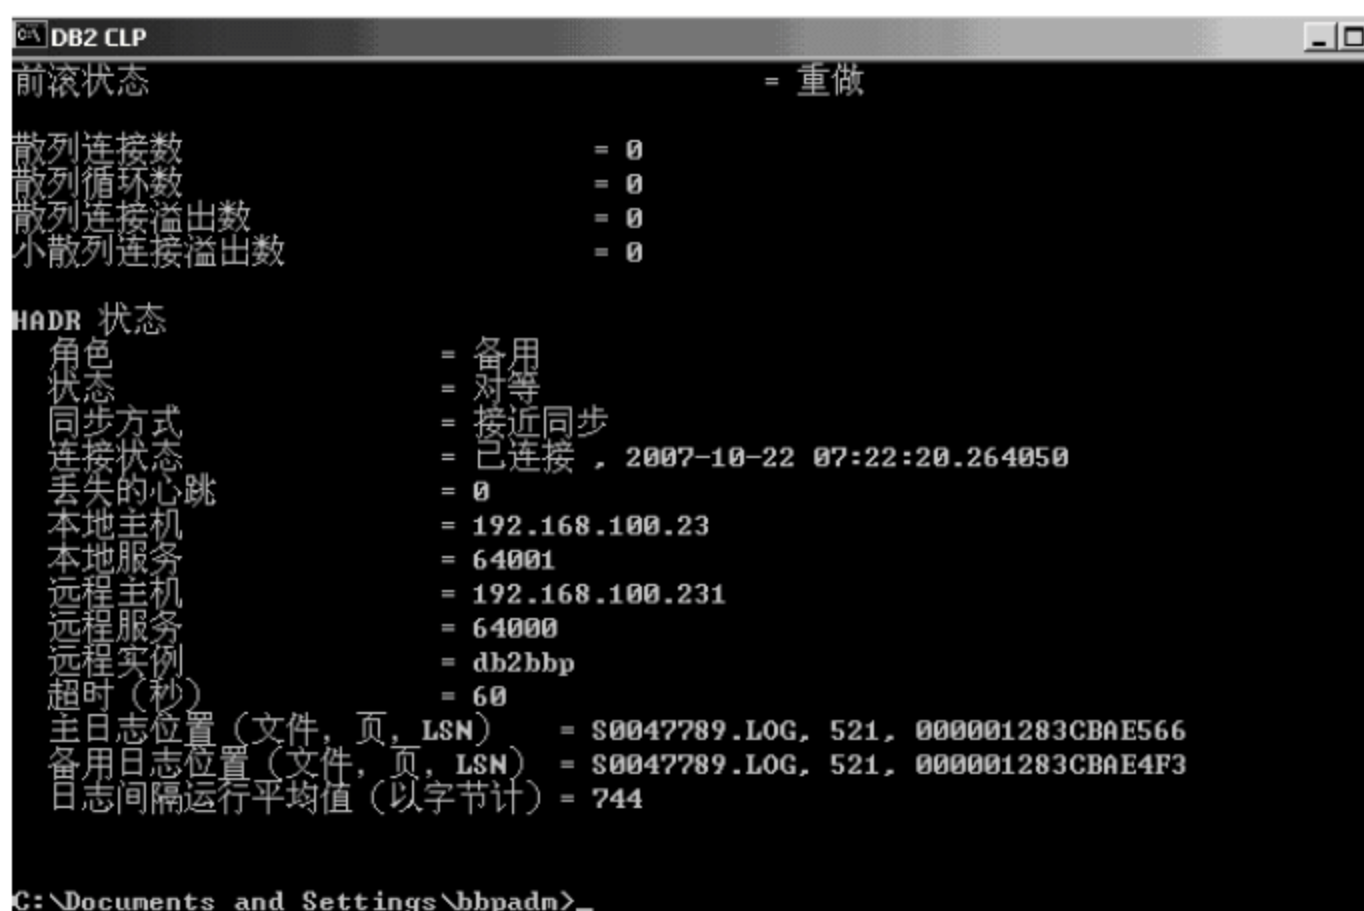 DB2 CLP
前滚状态 = 重做
散列连接数 = 0
散列循环数 = 0
散列连接溢出数 = 0
小散列连接溢出数 = 0
HADR 状态
角色 = 备用
状态 = 对等
同步方式 = 接近同步
连接状态 = 已连接 , 2007-10-22 07:22:20.264050
丢失的心跳 = 0
本地主机 = 192.168.100.23
本地服务 = 64001
远程主机 = 192.168.100.231
远程服务 = 64000
远程实例 = db2bbp
超时（秒） = 60
主日志位置（文件，页，LSN） = S0047789.LOG, 521, 000001283CBAE566
备用日志位置（文件，页，LSN） = S0047789.LOG, 521, 000001283CBAE4F3
日志间隔运行平均值（以字节计）= 744
C:\Documents and Settings\bbpadm>_